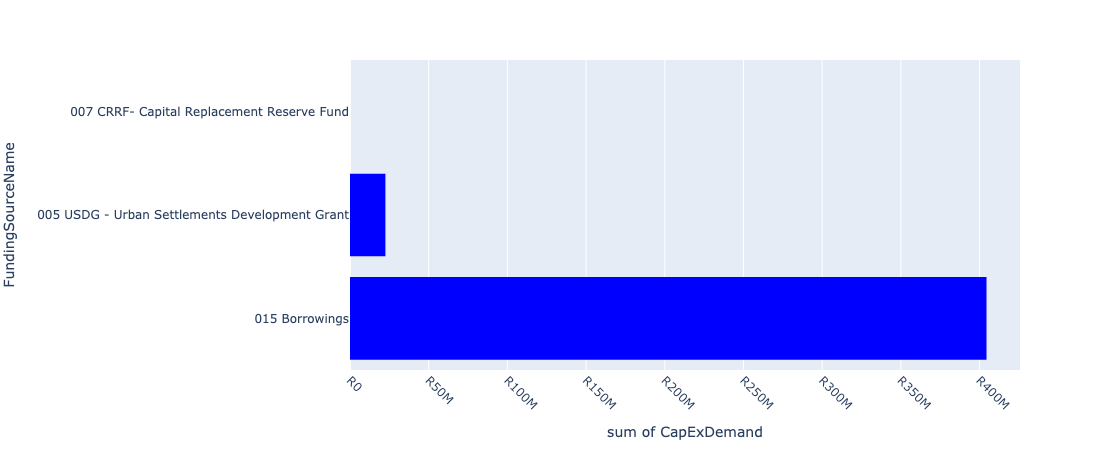 FundingSourceName
007 CRRF- Capital Replacement Reserve Fund
005 USDG - Urban Settlements Development Grant
015 Borrowings
R0
R50M
R100M
R150M
R200M
R250M
R300M
R350M
R400M
sum of CapExDemand